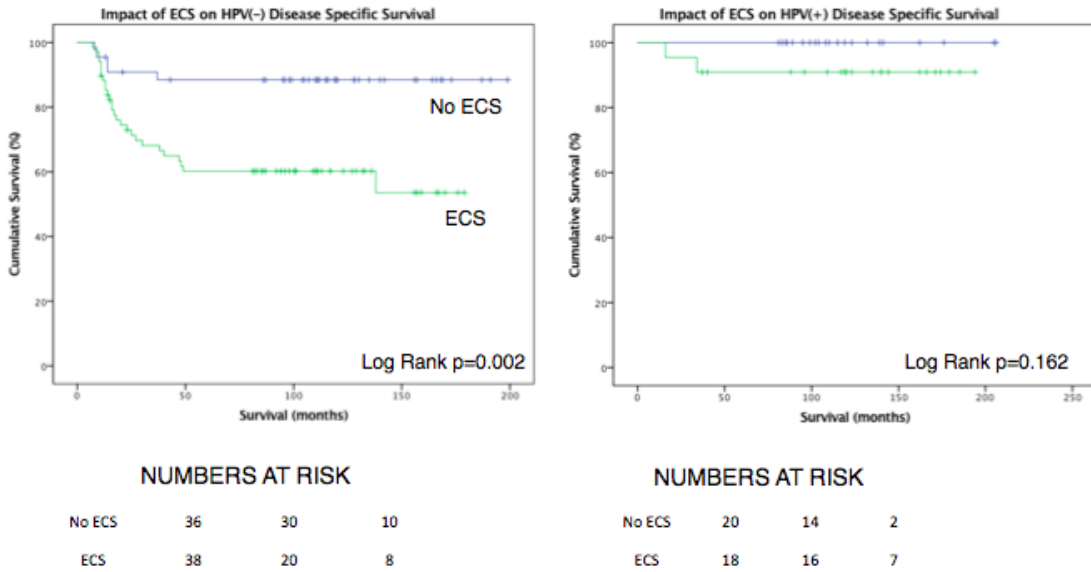 Impact of ECS on HPV(-) Disease Specific Survival
100
80
60
40
20
0
Cumulative Survival (%)
No ECS
ECS
Log Rank p=0.002
0 50 100 150 200
Survival (months)
NUMBERS AT RISK
No ECS 36 30 10
ECS 38 20 8
Impact of ECS on HPV(+) Disease Specific Survival
100
80
60
40
20
0
Cumulative Survival (%)
Log Rank p=0.162
0 50 100 150 200 250
Survival (months)
NUMBERS AT RISK
No ECS 20 14 2
ECS 18 16 7